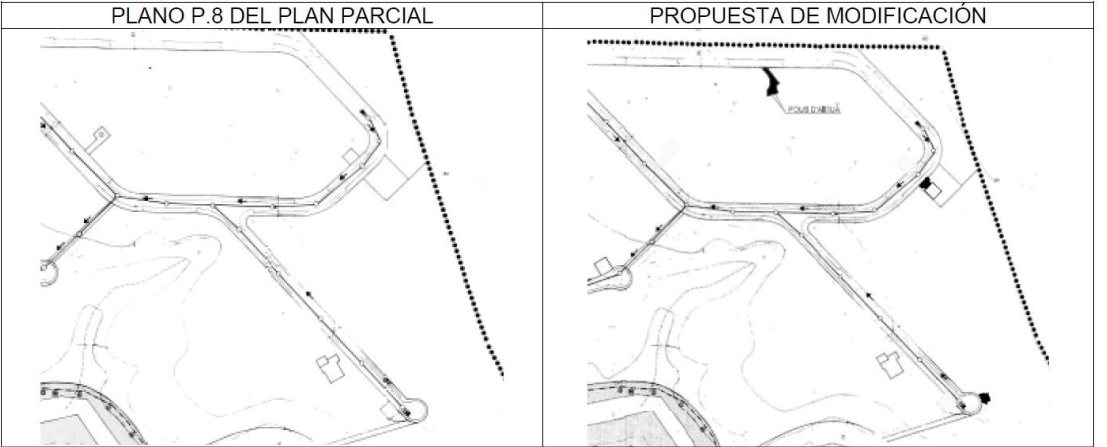 PLANO P.8 DEL PLAN PARCIAL
PROPUESTA DE MODIFICACIÓN
POUS D'AIGUA